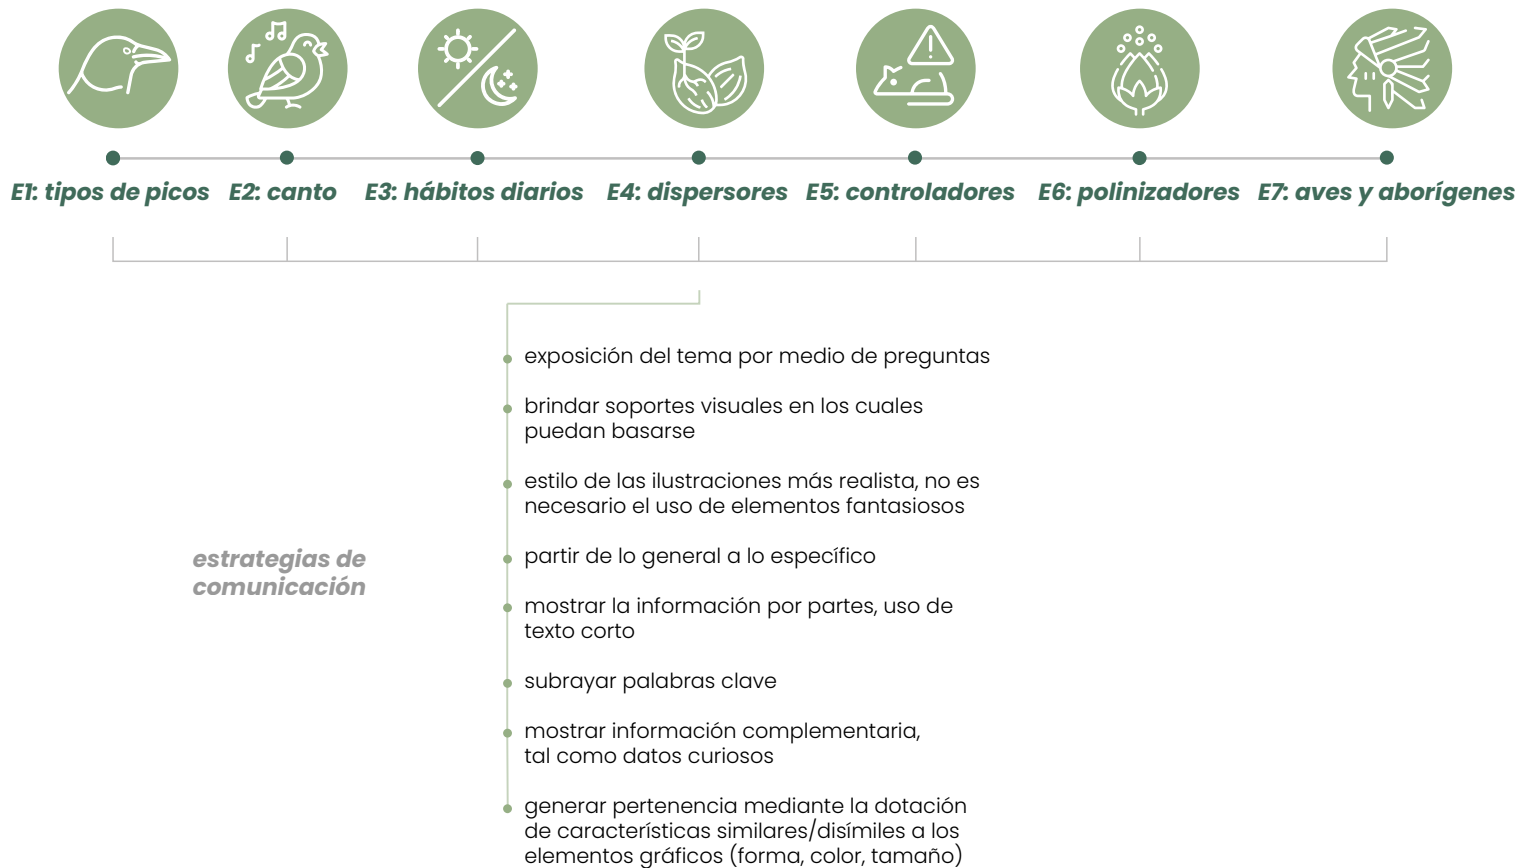 E1: tipos de picos
E2: canto
E3: hábitos diarios
E4: dispersores
E5: controladores
E6: polinizadores
E7: aves y aborígenes
estrategias de
comunicación
exposición del tema por medio de preguntas
brindar soportes visuales en los cuales
puedan basarse
estilo de las ilustraciones más realista, no es
necesario el uso de elementos fantasiosos
partir de lo general a lo específico
mostrar la información por partes, uso de
texto corto
subrayar palabras clave
mostrar información complementaria,
tal como datos curiosos
generar pertenencia mediante la dotación
de características similares/disímiles a los
elementos gráficos (forma, color, tamaño)